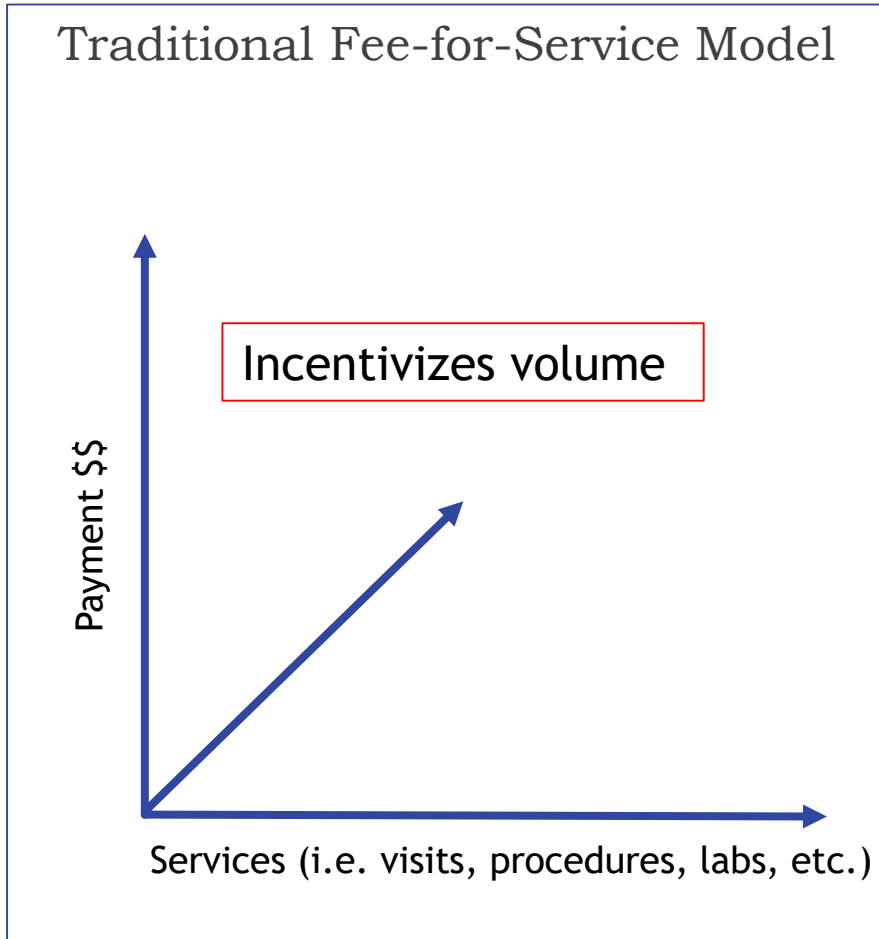 Traditional Fee-for-Service Model
Incentivizes volume
Payment $$
Services (i.e. visits, procedures, labs, etc.)